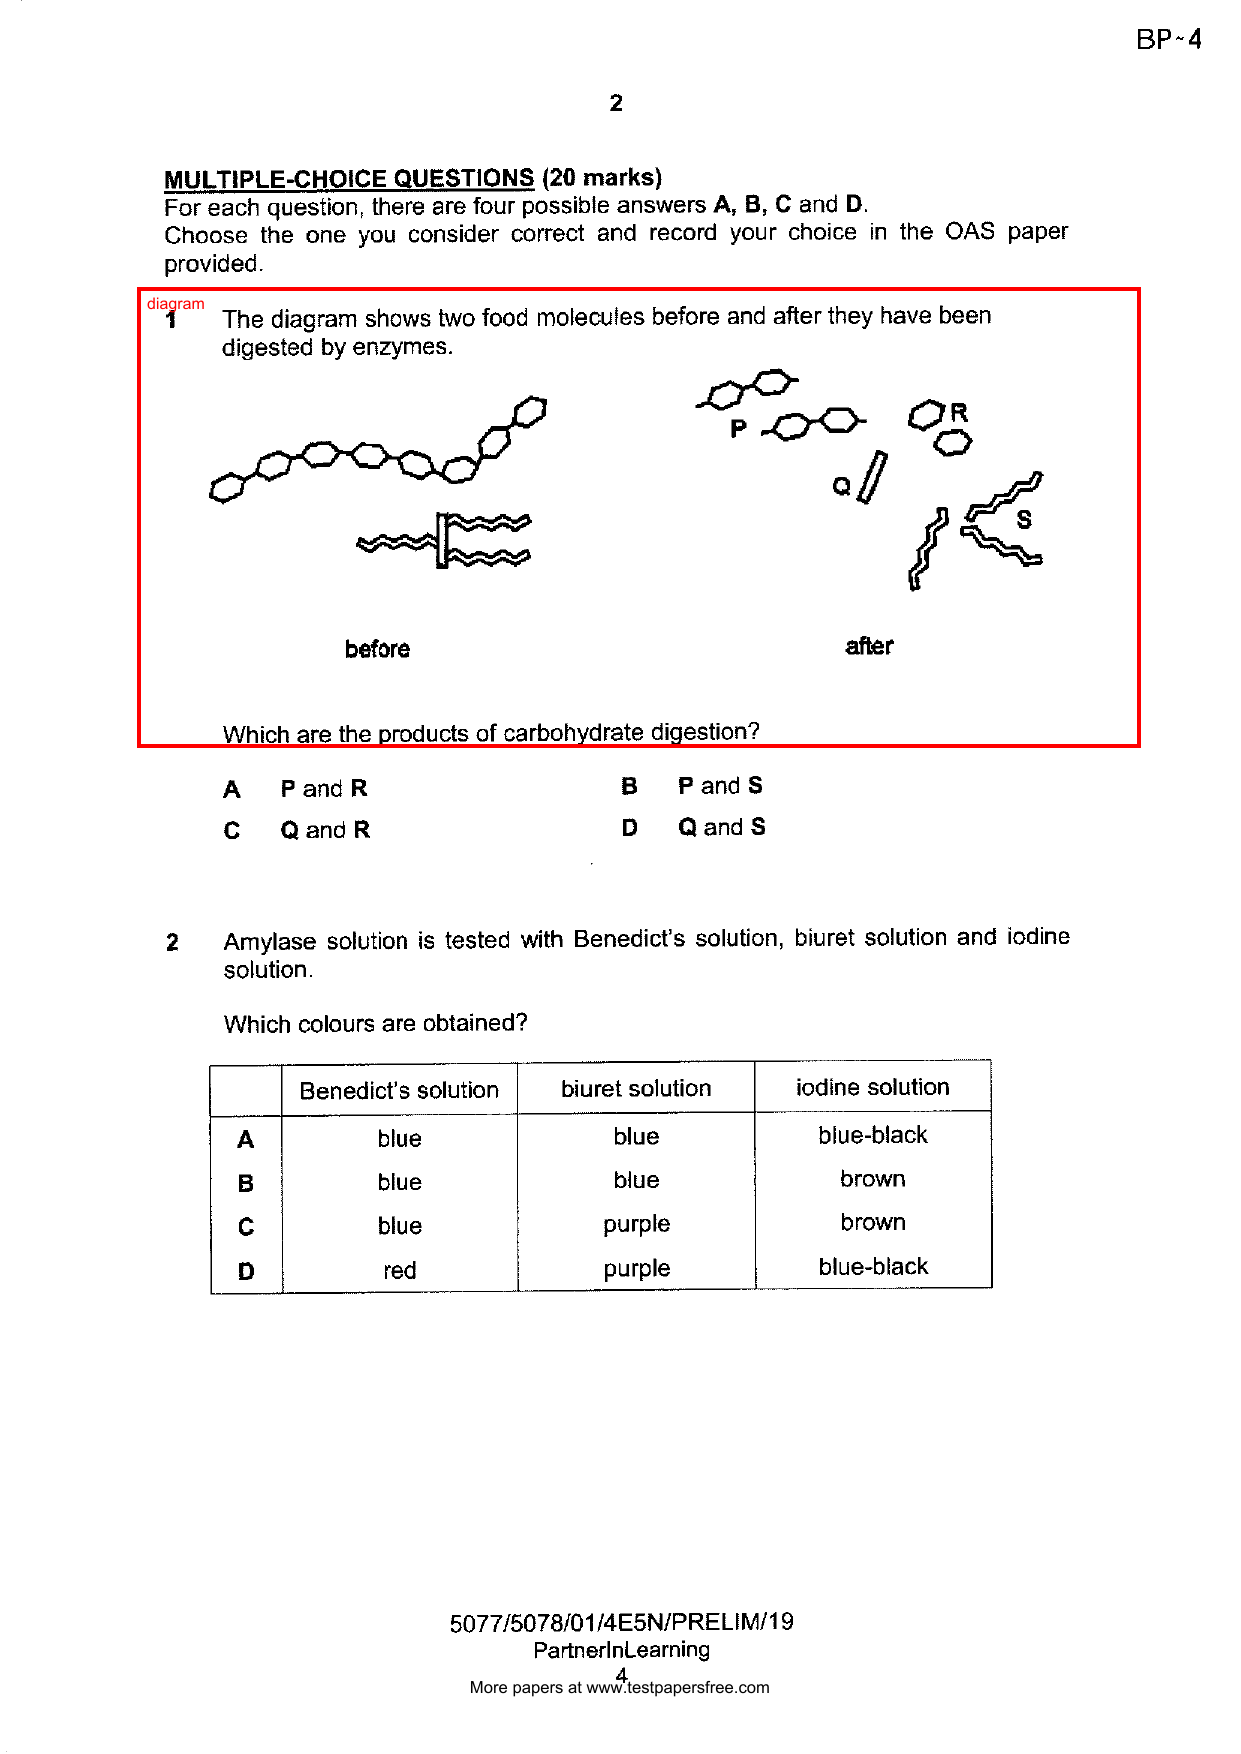 BP-4
2
MULTIPLE-CHOICE QUESTIONS (20 marks)
For each question, there are four possible answers A, B, C and D.
Choose the one you consider correct and record your choice in the OAS paper
provided.
diagram
1 The diagram shows two food molecules before and after they have been
digested by enzymes.
P R
Q
S
before after
Which are the products of carbohydrate digestion?
A P and R B P and S
C Q and R D Q and S
2 Amylase solution is tested with Benedict's solution, biuret solution and iodine
solution.
Which colours are obtained?
Benedict's solution biuret solution iodine solution
A blue blue blue-black
B blue blue brown
C blue purple brown
D red purple blue-black
5077/5078/01/4E5N/PRELIM/19
PartnerInLearning
4
More papers at www.testpapersfree.com